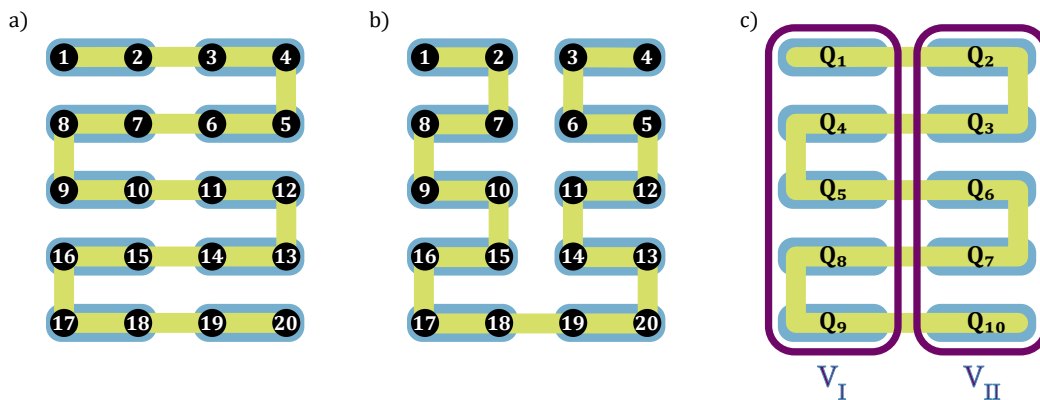 a)
1 2 3 4
8 7 6 5
9 10 11 12
16 15 14 13
17 18 19 20
b)
1 2 3 4
8 7 6 5
9 10 11 12
16 15 14 13
17 18 19 20
c)
Q₁ Q₂
Q₄ Q₃
Q₅ Q₆
Q₈ Q₇
Q₉ Q₁₀
V_I V_II